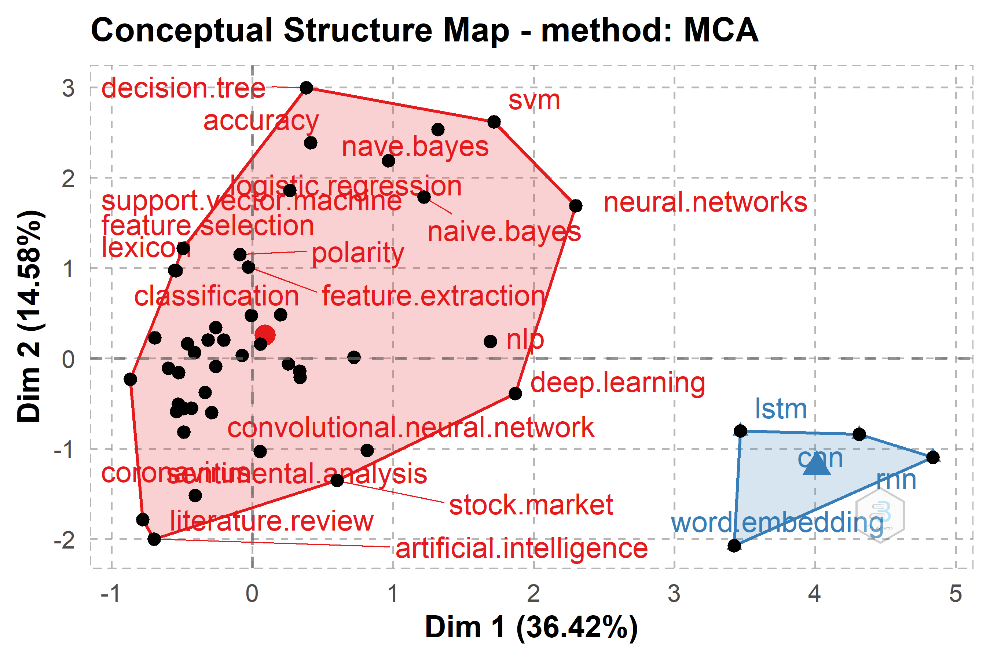 Conceptual Structure Map - method: MCA
3
decision.tree
svm
accuracy
nave.bayes
2
logistic.regression
support.vector.machine
neural.networks
feature.selection
naive.bayes
lexicon
polarity
1
classification
feature.extraction
nlp
0
deep.learning
lstm
convolutional.neural.network
-1
cnn
coronavirus
sentimental.analysis
rnn
stock.market
literature.review
word.embedding
-2
artificial.intelligence
-1 0 1 2 3 4 5
Dim 1 (36.42%)
Dim 2 (14.58%)